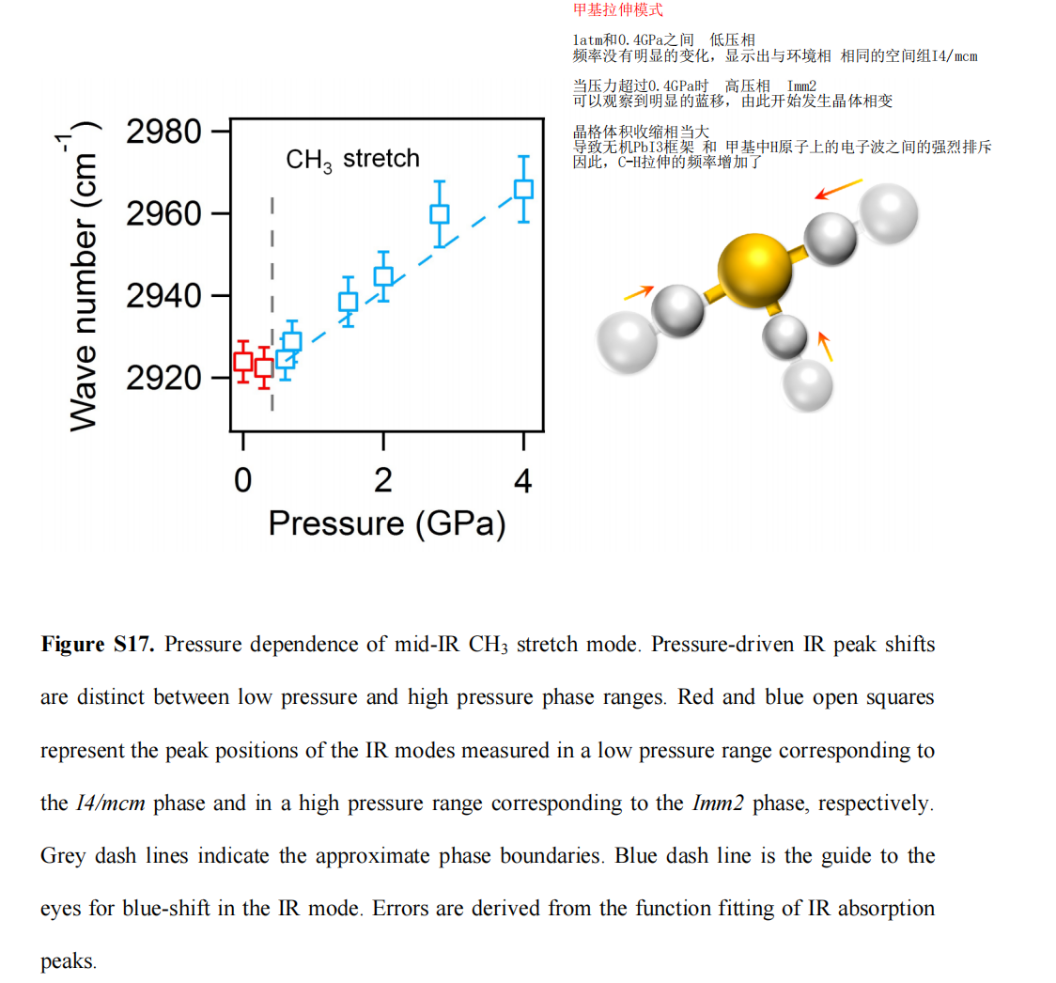 甲基拉伸模式
1atm和0.4GPa之间 低压相
频率没有明显的变化，显示出与环境相 相同的空间组I4/mcm
当压力超过0.4GPa时 高压相 Imm2
可以观察到明显的蓝移，由此开始发生晶体相变
晶格体积收缩相当大
导致无机PbI3框架 和 甲基中H原子上的电子波之间的强烈排斥
因此，C-H拉伸的频率增加了
Wave number (cm⁻¹)
2980
2960
2940
2920
CH₃ stretch
0 2 4
Pressure (GPa)
Figure S17. Pressure dependence of mid-IR CH₃ stretch mode. Pressure-driven IR peak shifts
are distinct between low pressure and high pressure phase ranges. Red and blue open squares
represent the peak positions of the IR modes measured in a low pressure range corresponding to
the I4/mcm phase and in a high pressure range corresponding to the Imm2 phase, respectively.
Grey dash lines indicate the approximate phase boundaries. Blue dash line is the guide to the
eyes for blue-shift in the IR mode. Errors are derived from the function fitting of IR absorption
peaks.